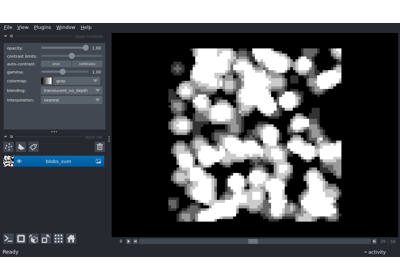 File View Plugins Window Help
opacity: 1.00
contrast limits:
auto-contrast: once continuous
gamma: 1.00
colormap: gray
blending: translucent_no_depth
interpolation: nearest
blobs_sum
Ready
activity